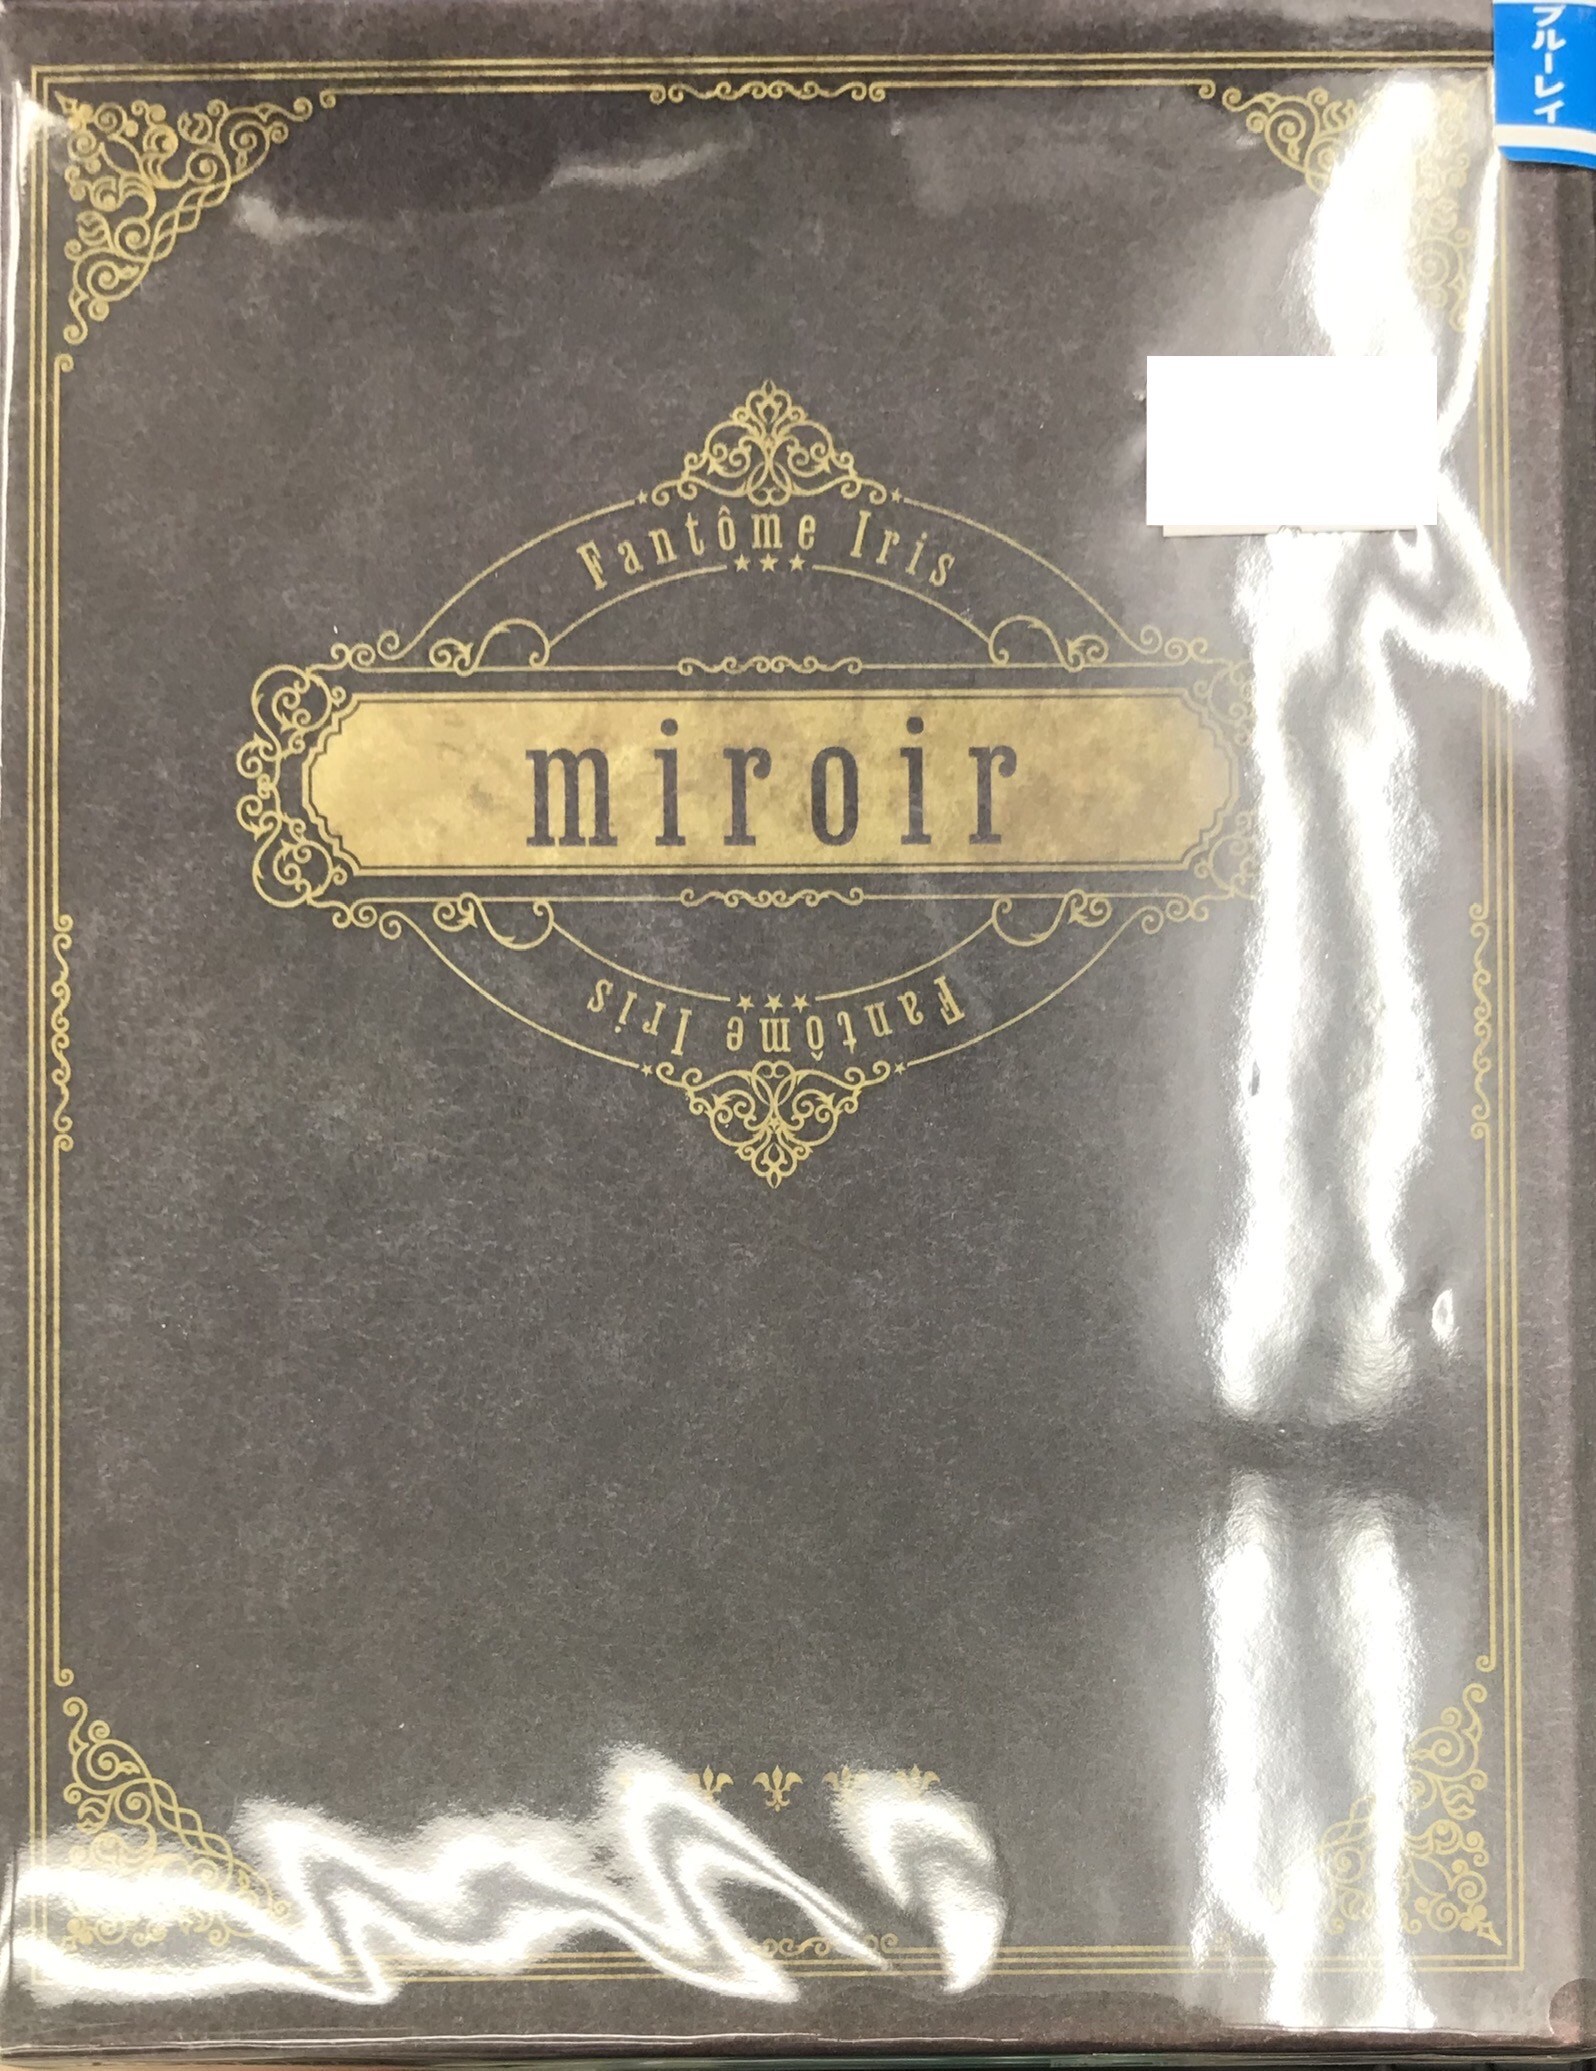 ブルーレイ
Fantôme Iris
miroir
Fantôme Iris